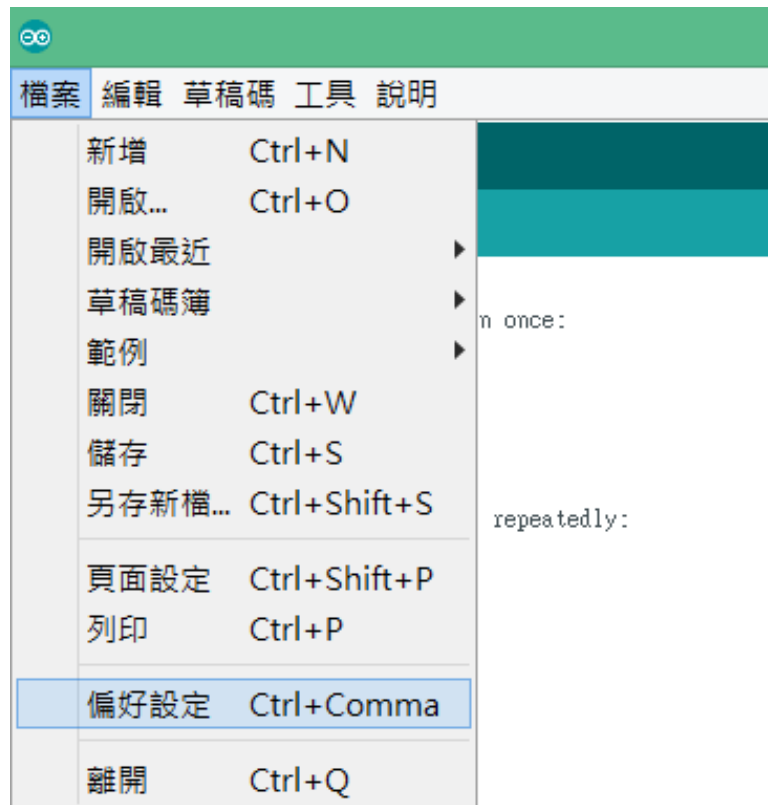 檔案 編輯 草稿碼 工具 說明
新增 Ctrl+N
開啟... Ctrl+O
開啟最近
草稿碼簿
範例
關閉 Ctrl+W
儲存 Ctrl+S
另存新檔... Ctrl+Shift+S
頁面設定 Ctrl+Shift+P
列印 Ctrl+P
偏好設定 Ctrl+Comma
離開 Ctrl+Q
n once:
repeatedly: